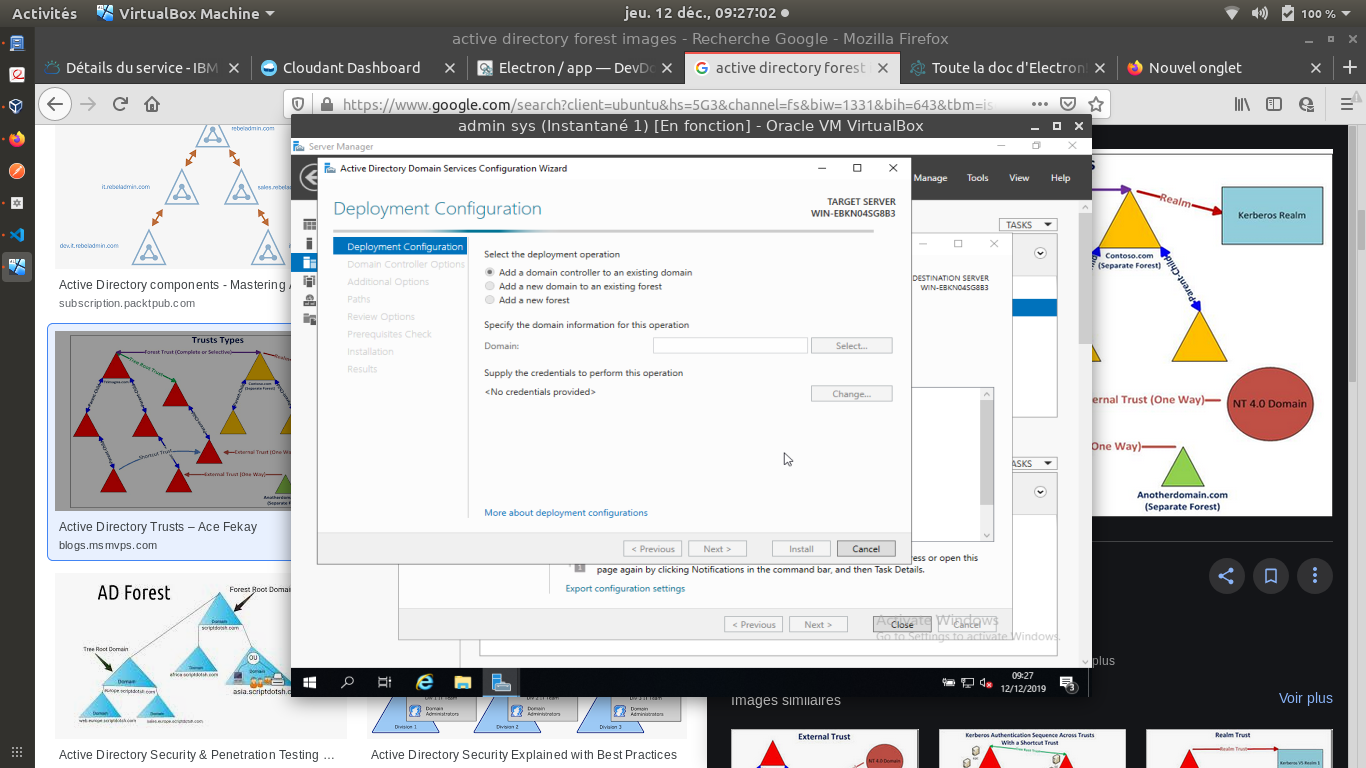 Activités
VirtualBox Machine
jeu. 12 déc., 09:27:02
100 %
active directory forest images - Recherche Google - Mozilla Firefox
Détails du service - IBM
Cloudant Dashboard
Electron / app — DevDo
active directory forest
Toute la doc d'Electron
Nouvel onglet
https://www.google.com/search?client=ubuntu&hs=5G3&channel=fs&biw=1331&bih=643&tbm=is
rebeladmin.com
it.rebeladmin.com
sales.rebeladmin
dev.it.rebeladmin.com
Active Directory components - Mastering A
subscription.packtpub.com
Trusts Types
Forest Trust (Complete or Selective)
Tree Root Trust
Realm
Contoso.com
(Separate Forest)
Shortcut Trust
External Trust (One Way)
External Trust (One Way)
Anotherdomain.com
(Separate Forest)
Active Directory Trusts – Ace Fekay
blogs.msmvps.com
AD Forest
Forest Root Domain
Domain
scriptdotsh.com
Tree Root Domain
Domain
europe.scriptdotsh.com
Domain
africa.scriptdotsh.com
OU
Domain
asia.scriptdotsh.com
Domain
web.europe.scriptdotsh.com
Domain
sales.europe.scriptdotsh.com
Active Directory Security & Penetration Testing …
Domain
Administrators
Division 1
Domain
Administrators
Division 2
Domain
Administrators
Division 3
Active Directory Security Explained with Best Practices
admin sys (Instantané 1) [En fonction] - Oracle VM VirtualBox
Server Manager
Manage
Tools
View
Help
TASKS
Active Directory Domain Services Configuration Wizard
Deployment Configuration
TARGET SERVER
WIN-EBKN04SG8B3
Deployment Configuration
Domain Controller Options
Additional Options
Paths
Review Options
Prerequisites Check
Installation
Results
Select the deployment operation
Add a domain controller to an existing domain
Add a new domain to an existing forest
Add a new forest
Specify the domain information for this operation
Domain:
Select...
Supply the credentials to perform this operation
<No credentials provided>
Change...
More about deployment configurations
< Previous
Next >
Install
Cancel
DESTINATION SERVER
WIN-EBKN04SG8B3
ASKS
ress or open this
page again by clicking Notifications in the command bar, and then Task Details.
Export configuration settings
< Previous
Next >
Close
Cancel
Activate Windows
Go to Settings to activate Windows.
09:27
12/12/2019
3
s
Realm
Kerberos Realm
Contoso.com
(Separate Forest)
Parent-Child
ernal Trust (One Way)
NT 4.0 Domain
One Way)
Anotherdomain.com
(Separate Forest)
plus
Images similaires
Voir plus
External Trust
Kerberos Authentication Sequence Across Trusts
With a Shortcut Trust
Realm Trust
Realm Trust